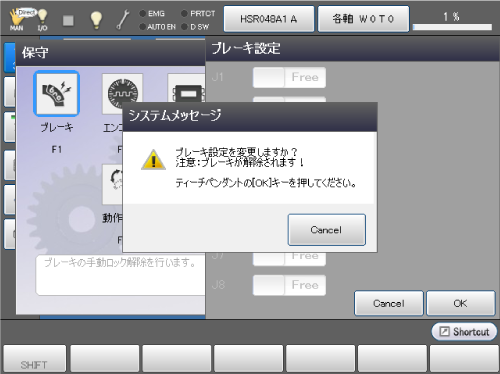 Direct
MAN
I/O
EMG
PRTCT
AUTO EN
D SW
HSR048A1 A
各軸 W0T0
1 %
保守
ブレーキ設定
J1
Free
ブレーキ
F1
システムメッセージ
ブレーキ設定を変更しますか?
注意:ブレーキが解除されます!
ティーチペンダントの[OK]キーを押してください。
Cancel
動作
ブレーキの手動ロック解除を行います。
J7
Free
J8
Free
Cancel
OK
Shortcut
SHIFT